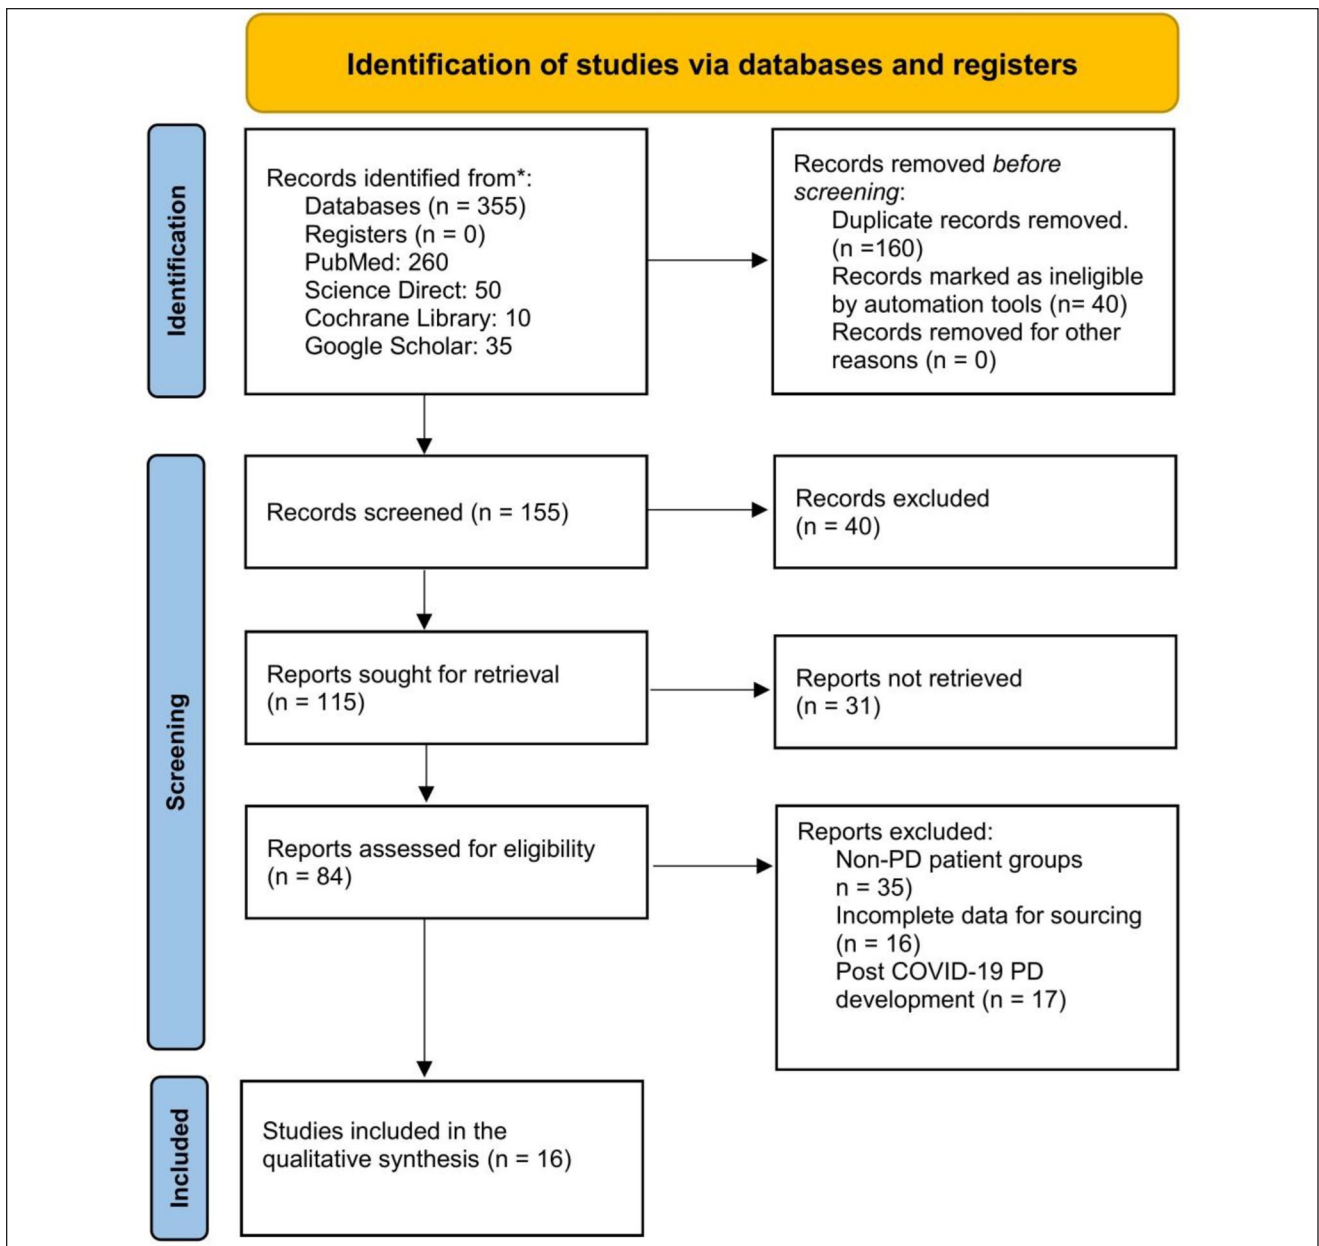 Identification of studies via databases and registers
Identification
Records identified from*:
Databases (n = 355)
Registers (n = 0)
PubMed: 260
Science Direct: 50
Cochrane Library: 10
Google Scholar: 35
Records removed before
screening:
Duplicate records removed.
(n =160)
Records marked as ineligible
by automation tools (n= 40)
Records removed for other
reasons (n = 0)
Screening
Records screened (n = 155)
Records excluded
(n = 40)
Reports sought for retrieval
(n = 115)
Reports not retrieved
(n = 31)
Reports assessed for eligibility
(n = 84)
Reports excluded:
Non-PD patient groups
n = 35)
Incomplete data for sourcing
(n = 16)
Post COVID-19 PD
development (n = 17)
Included
Studies included in the
qualitative synthesis (n = 16)